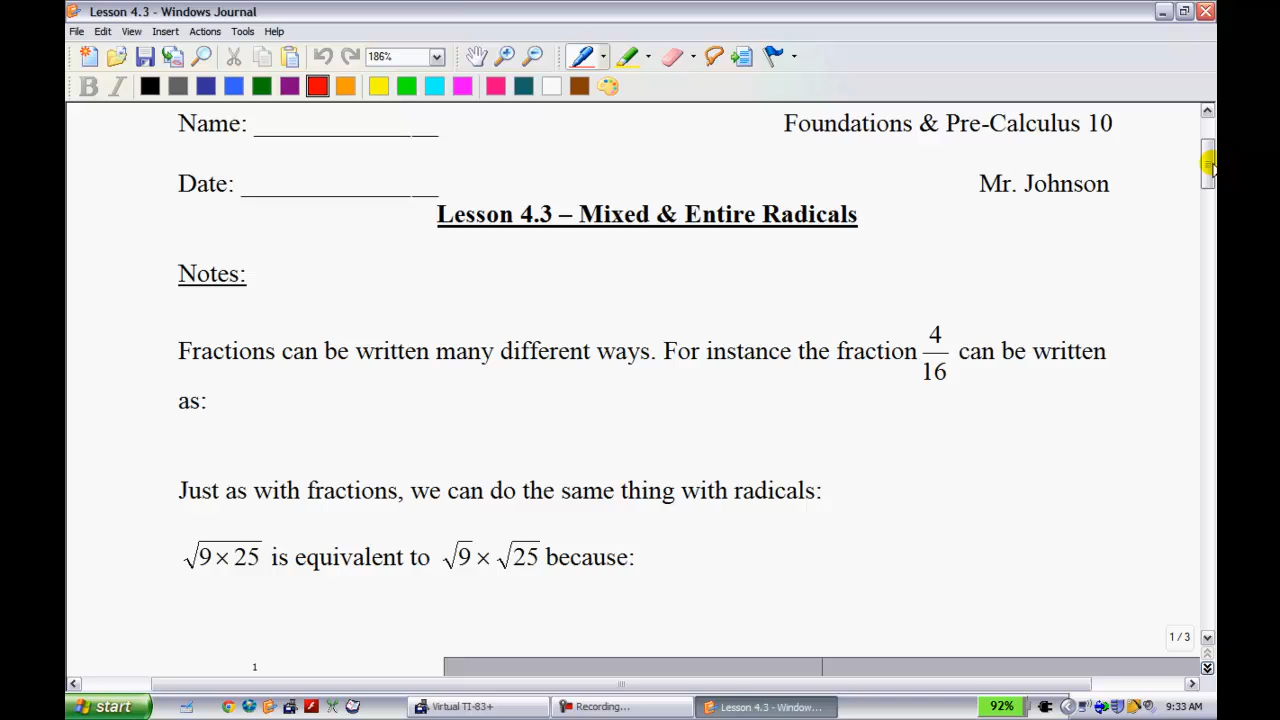 Lesson 4.3 - Windows Journal
File Edit View Insert Actions Tools Help
186%
B I
Name: ______________ Foundations & Pre-Calculus 10
Date: _______________ Mr. Johnson
Lesson 4.3 – Mixed & Entire Radicals
Notes:
Fractions can be written many different ways. For instance the fraction 4/16 can be written
as:
Just as with fractions, we can do the same thing with radicals:
√9 × 25 is equivalent to √9 × √25 because:
1 / 3
1
start Virtual TI-83+ Recording... Lesson 4.3 - Window... 92% 9:33 AM